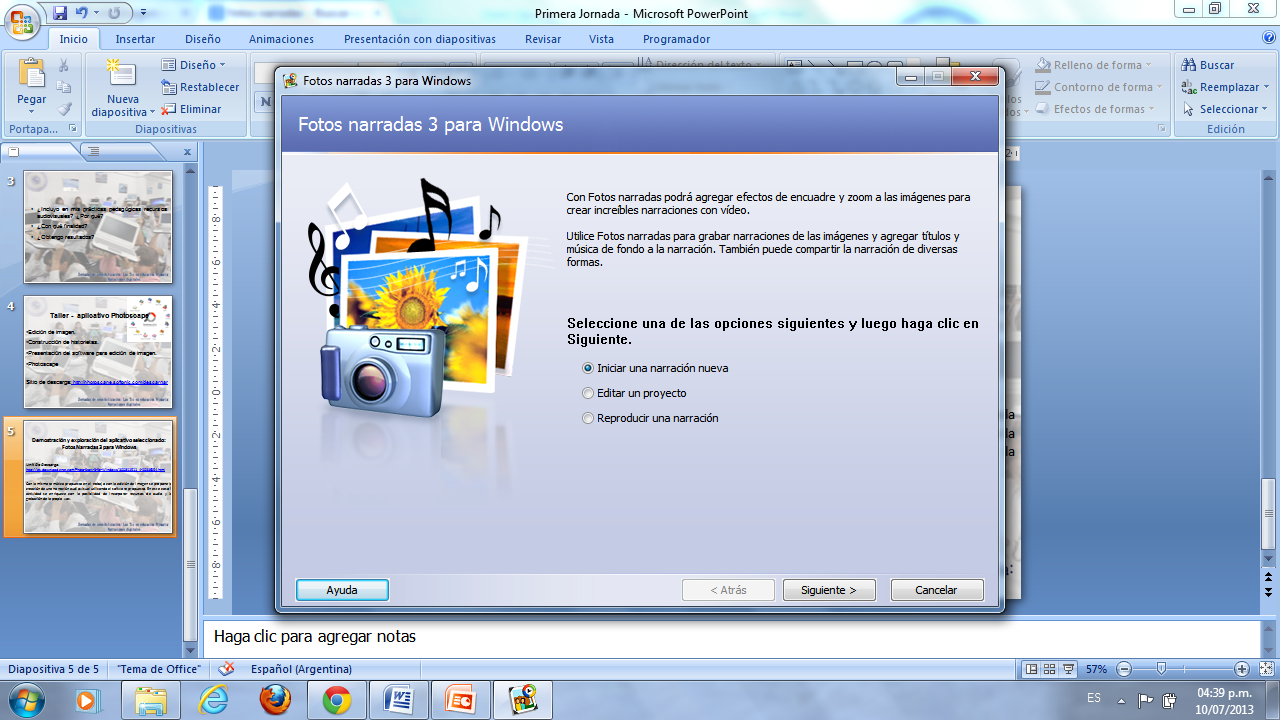 Primera Jornada - Microsoft PowerPoint
Inicio
Insertar
Diseño
Animaciones
Presentación con diapositivas
Revisar
Vista
Programador
Pegar
Nueva diapositiva
Diseño
Restablecer
Eliminar
Dirección del texto
Relleno de forma
Contorno de forma
Efectos de formas
Buscar
Reemplazar
Seleccionar
Portapa...
Diapositivas
Edición
3
4
Taller - aplicativo Photoscape
•Edición de imagen.
•Construcción de historietas.
•Presentación del software para edición de imagen.
•Photoscape
5
Demostración y exploración del aplicativo seleccionado:
Fotos Narradas 3 para Windows
Fotos narradas 3 para Windows
Fotos narradas 3 para Windows
Con Fotos narradas podrá agregar efectos de encuadre y zoom a las imágenes para
crear increíbles narraciones con vídeo.
Utilice Fotos narradas para grabar narraciones de las imágenes y agregar títulos y
música de fondo a la narración. También puede compartir la narración de diversas
formas.
Seleccione una de las opciones siguientes y luego haga clic en
Siguiente.
Iniciar una narración nueva
Editar un proyecto
Reproducir una narración
Ayuda
< Atrás
Siguiente >
Cancelar
Haga clic para agregar notas
Diapositiva 5 de 5
"Tema de Office"
Español (Argentina)
57%
ES
04:39 p.m.
10/07/2013